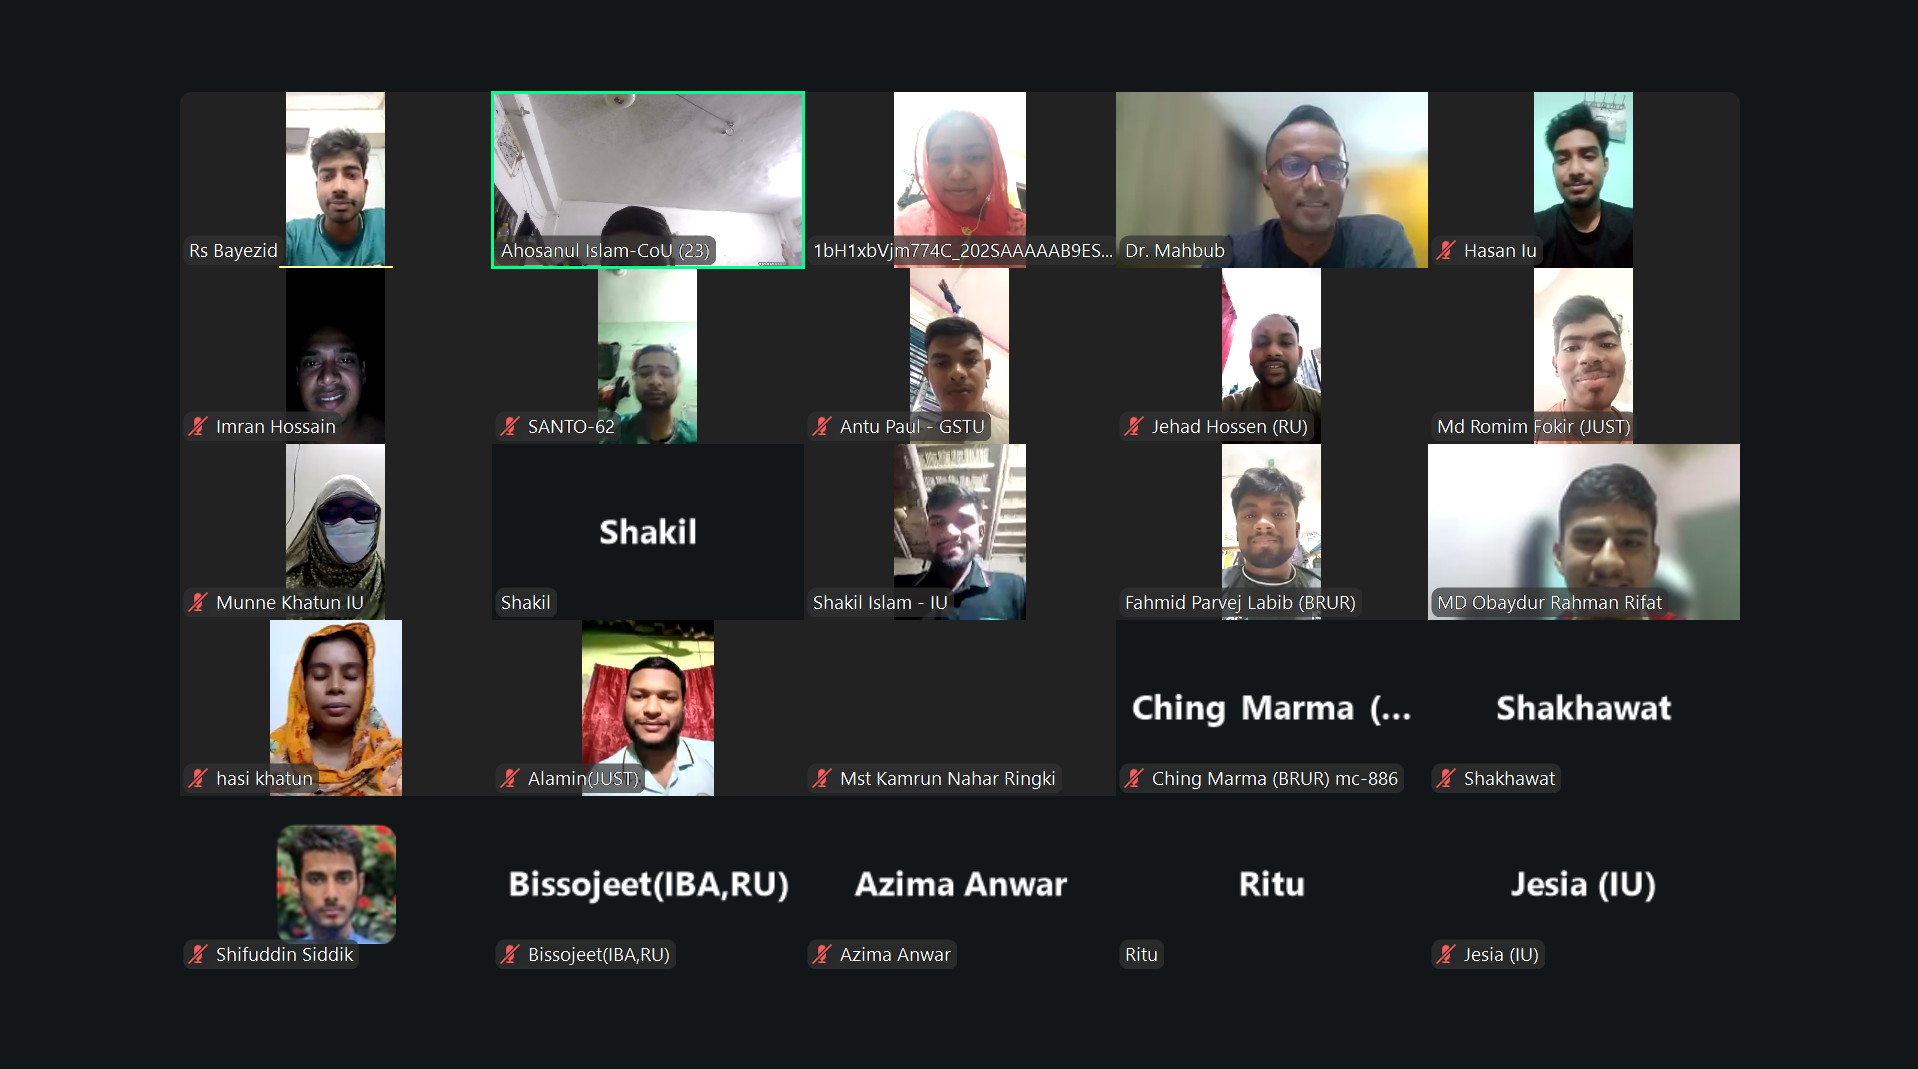 Rs Bayezid
Ahosanul Islam-CoU (23)
1bH1xbVjm774C_202SAAAAAB9ES...
Dr. Mahbub
Hasan Iu
Imran Hossain
SANTO-62
Antu Paul - GSTU
Jehad Hossen (RU)
Md Romim Fokir (JUST)
Munne Khatun IU
Shakil
Shakil
Shakil Islam - IU
Fahmid Parvej Labib (BRUR)
MD Obaydur Rahman Rifat
hasi khatun
Alamin(JUST)
Mst Kamrun Nahar Ringki
Ching Marma (...
Ching Marma (BRUR) mc-886
Shakhawat
Shakhawat
Shifuddin Siddik
Bissojeet(IBA,RU)
Bissojeet(IBA,RU)
Azima Anwar
Azima Anwar
Ritu
Ritu
Jesia (IU)
Jesia (IU)